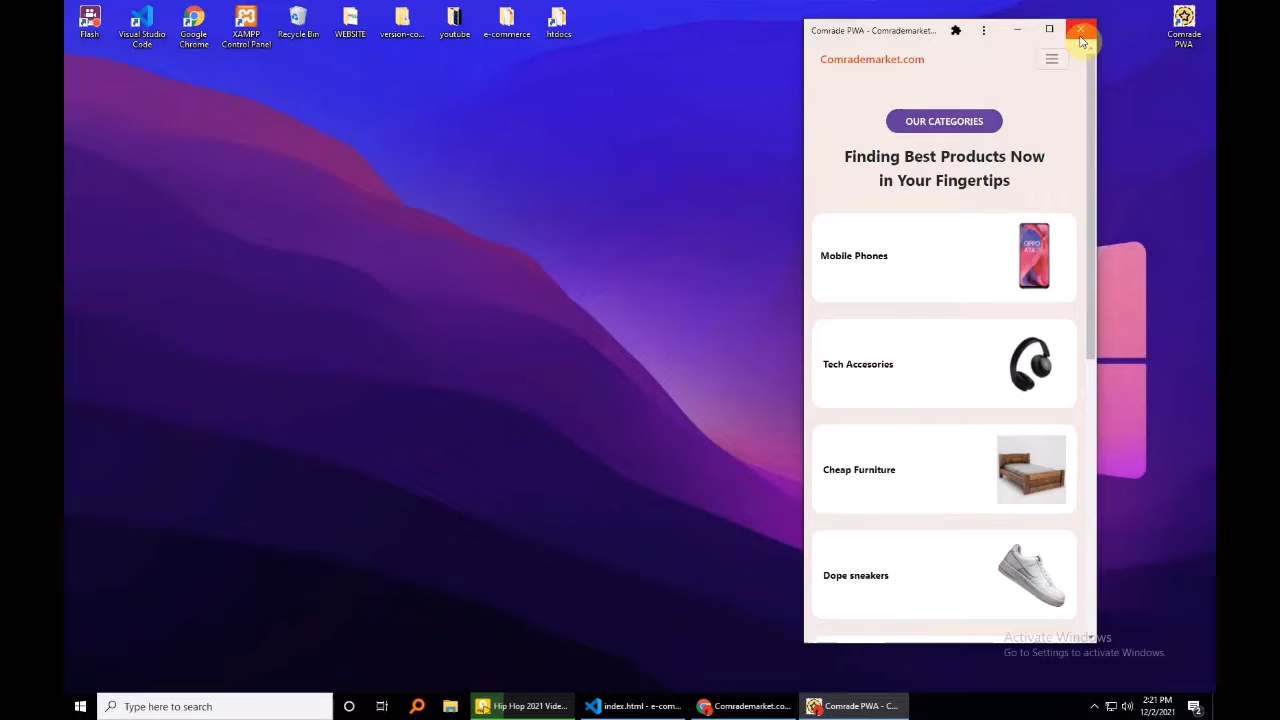 Flash
Visual Studio
Code
Google
Chrome
XAMPP
Control Panel
Recycle Bin
WEBSITE
version-co...
youtube
e-commerce
htdocs
Comrade
PWA
Comrade PWA - Comrademarket...
Comrademarket.com
OUR CATEGORIES
Finding Best Products Now
in Your Fingertips
Mobile Phones
OPPO
A74
Tech Accesories
Cheap Furniture
Dope sneakers
Activate Windows
Go to Settings to activate Windows.
Type here to search
Hip Hop 2021 Vide...
index.html - e-com...
Comrademarket.co...
Comrade PWA - C...
2:21 PM
12/2/2021